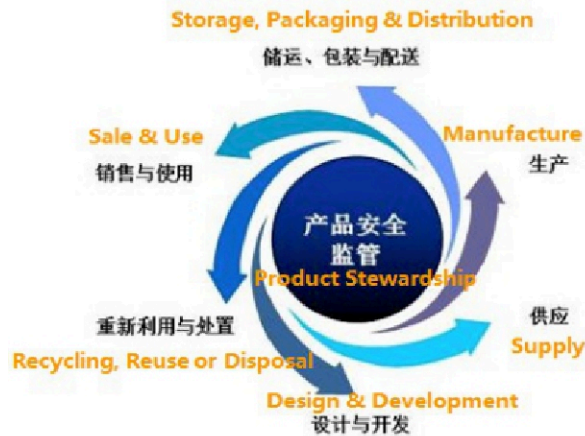 Storage, Packaging & Distribution
储运、包装与配送
Sale & Use
销售与使用
Manufacture
生产
产品安全
监管
Product Stewardship
重新利用与处置
Recycling, Reuse or Disposal
供应
Supply
Design & Development
设计与开发